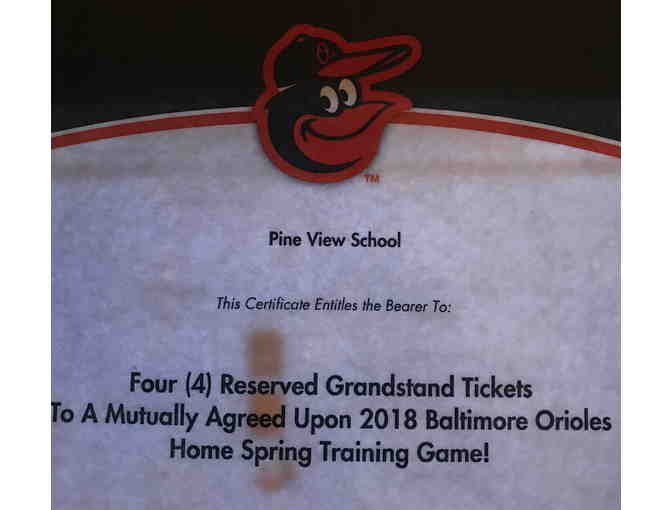 TM
Pine View School
This Certificate Entitles the Bearer To:
Four (4) Reserved Grandstand Tickets
To A Mutually Agreed Upon 2018 Baltimore Orioles
Home Spring Training Game!